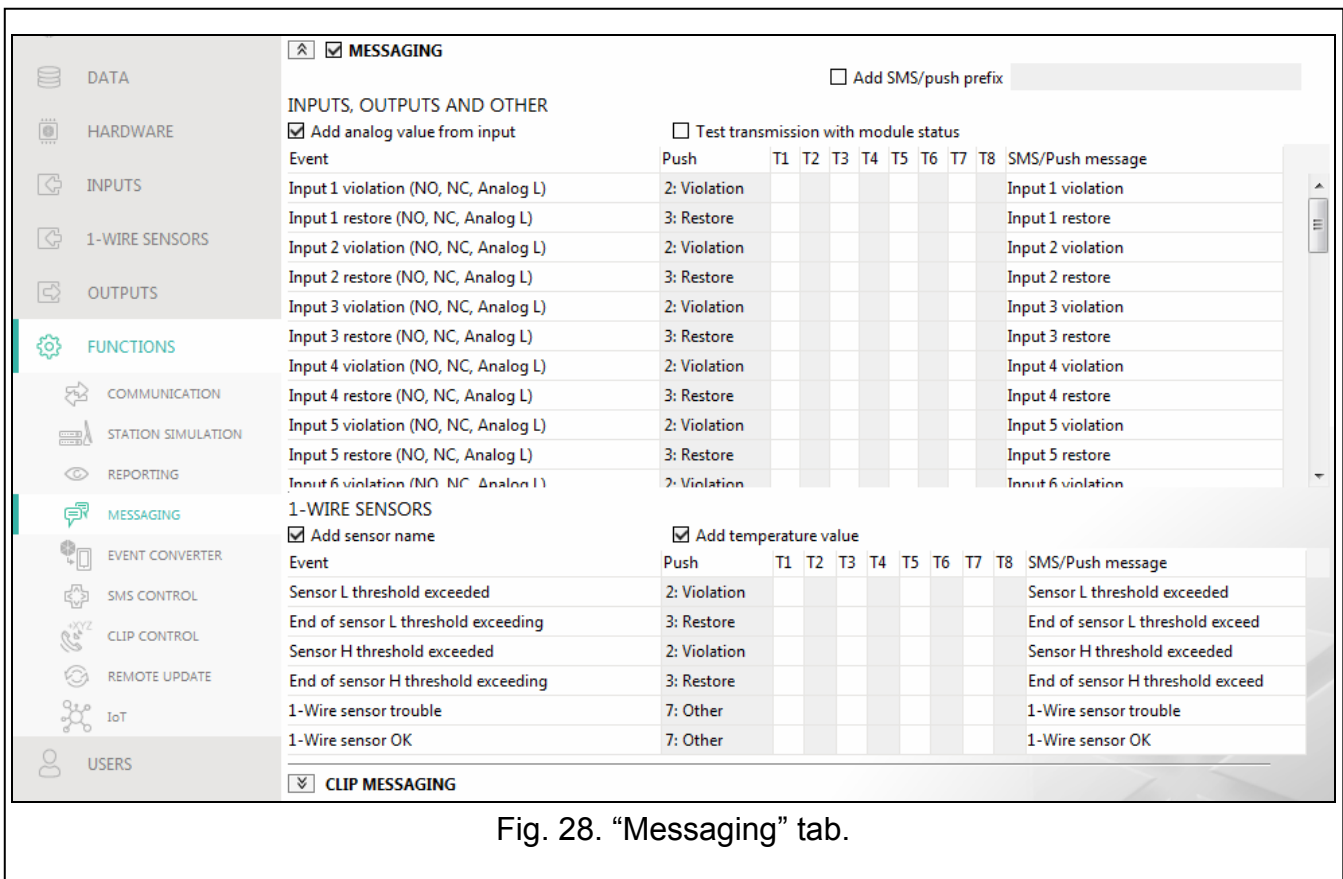 DATA
HARDWARE
INPUTS
1-WIRE SENSORS
OUTPUTS
FUNCTIONS
COMMUNICATION
STATION SIMULATION
REPORTING
MESSAGING
EVENT CONVERTER
SMS CONTROL
+XYZ
CLIP CONTROL
REMOTE UPDATE
IoT
USERS
MESSAGING
Add SMS/push prefix
INPUTS, OUTPUTS AND OTHER
Add analog value from input Test transmission with module status
Event Push T1 T2 T3 T4 T5 T6 T7 T8 SMS/Push message
Input 1 violation (NO, NC, Analog L) 2: Violation Input 1 violation
Input 1 restore (NO, NC, Analog L) 3: Restore Input 1 restore
Input 2 violation (NO, NC, Analog L) 2: Violation Input 2 violation
Input 2 restore (NO, NC, Analog L) 3: Restore Input 2 restore
Input 3 violation (NO, NC, Analog L) 2: Violation Input 3 violation
Input 3 restore (NO, NC, Analog L) 3: Restore Input 3 restore
Input 4 violation (NO, NC, Analog L) 2: Violation Input 4 violation
Input 4 restore (NO, NC, Analog L) 3: Restore Input 4 restore
Input 5 violation (NO, NC, Analog L) 2: Violation Input 5 violation
Input 5 restore (NO, NC, Analog L) 3: Restore Input 5 restore
Input 6 violation (NO, NC, Analog L) 2: Violation Input 6 violation
1-WIRE SENSORS
Add sensor name Add temperature value
Event Push T1 T2 T3 T4 T5 T6 T7 T8 SMS/Push message
Sensor L threshold exceeded 2: Violation Sensor L threshold exceeded
End of sensor L threshold exceeding 3: Restore End of sensor L threshold exceed
Sensor H threshold exceeded 2: Violation Sensor H threshold exceeded
End of sensor H threshold exceeding 3: Restore End of sensor H threshold exceed
1-Wire sensor trouble 7: Other 1-Wire sensor trouble
1-Wire sensor OK 7: Other 1-Wire sensor OK
CLIP MESSAGING
Fig. 28. “Messaging” tab.